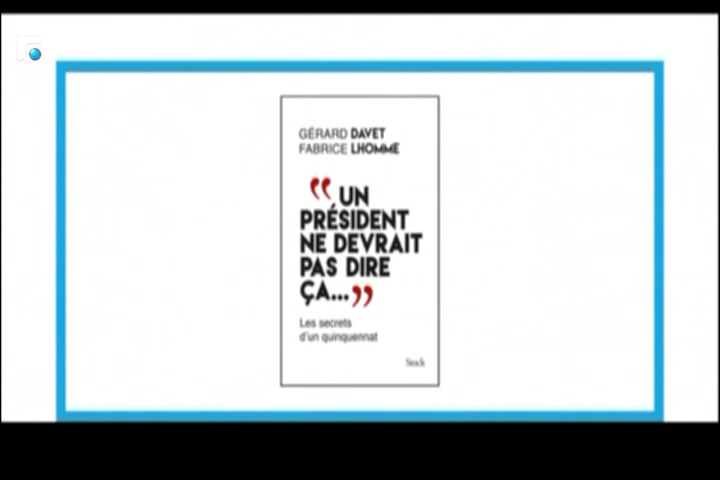 GÉRARD DAVET
FABRICE LHOMME
“UN
PRÉSIDENT
NE DEVRAIT
PAS DIRE
ÇA...”
Les secrets
d'un quinquennat
Stock